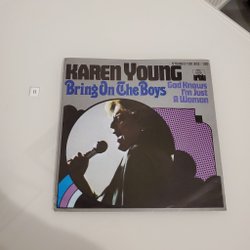 KAREN YOUNG
Bring On The Boys
God Knows
I'm Just
A Woman